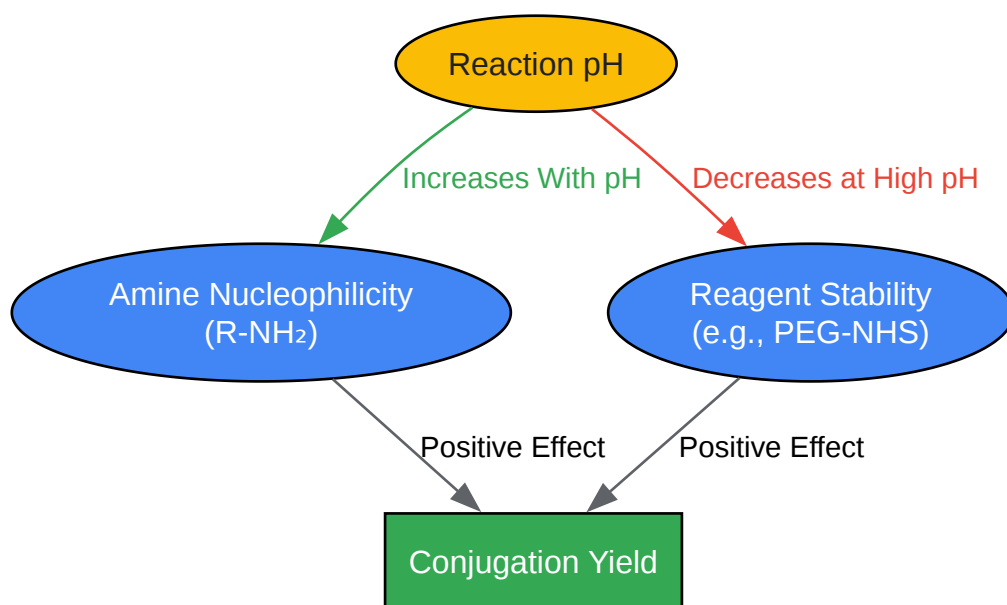 Reaction pH
Increases With pH
Decreases at High pH
Amine Nucleophilicity
(R-NH₂)
Reagent Stability
(e.g., PEG-NHS)
Positive Effect
Positive Effect
Conjugation Yield